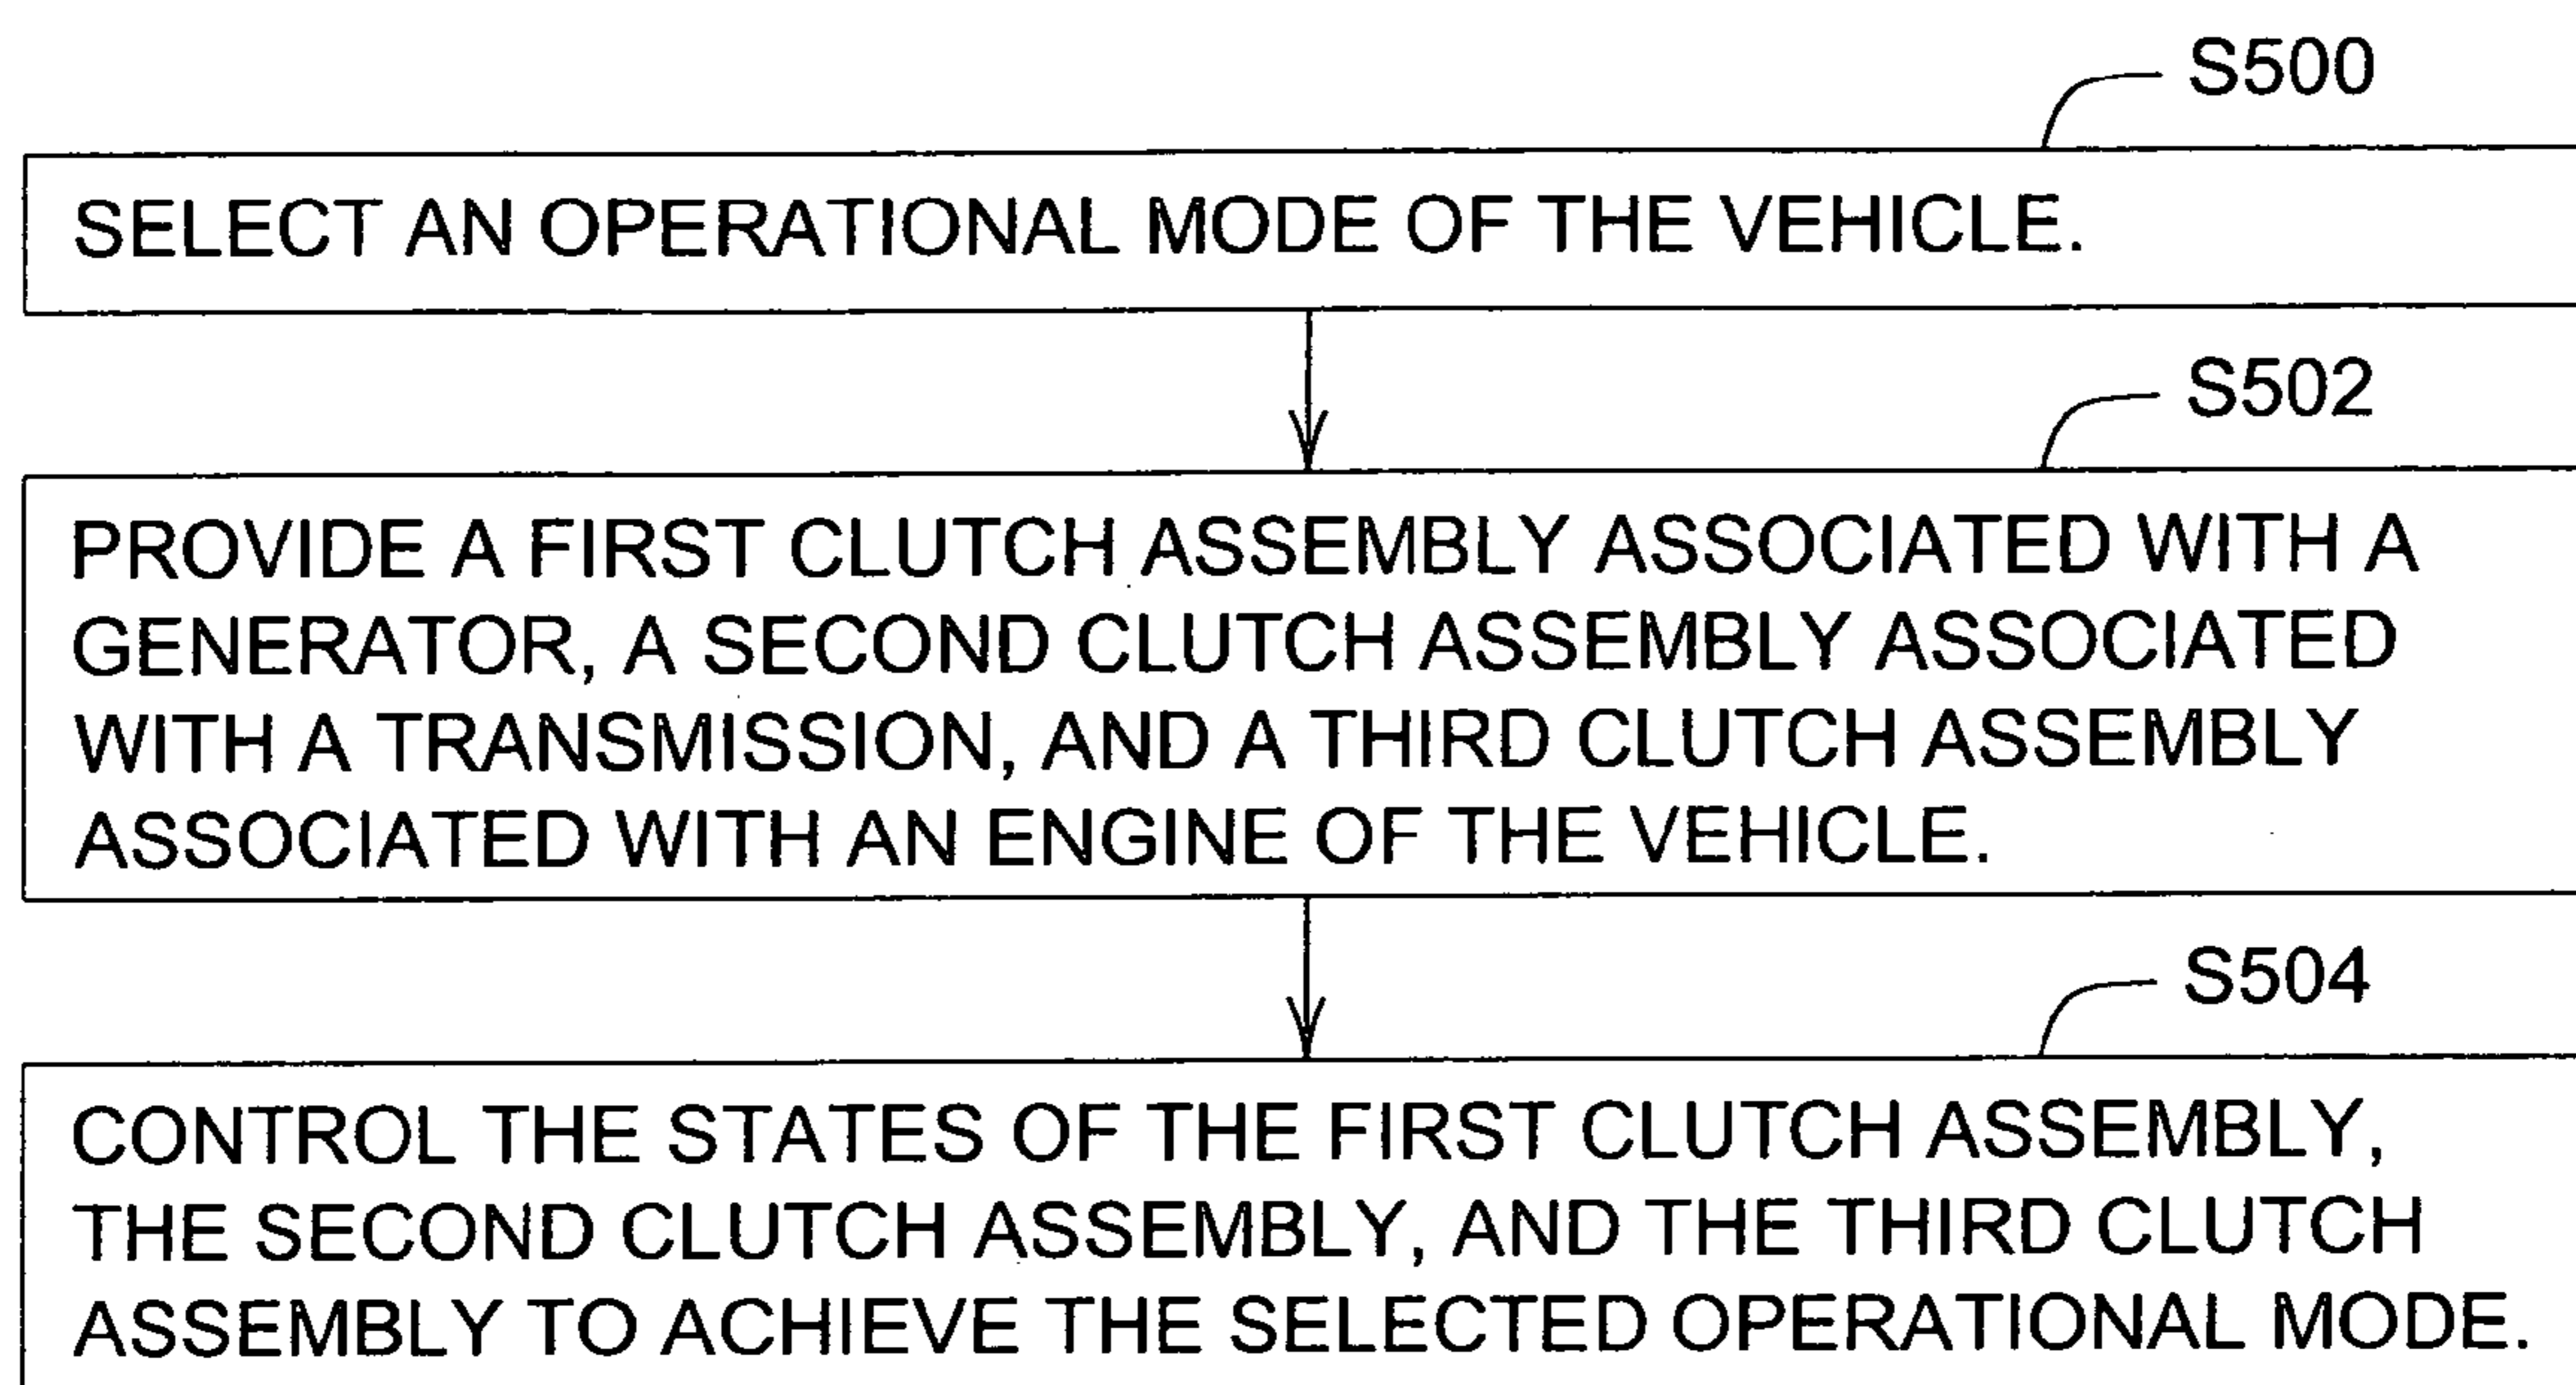 S500
SELECT AN OPERATIONAL MODE OF THE VEHICLE.
S502
PROVIDE A FIRST CLUTCH ASSEMBLY ASSOCIATED WITH A
GENERATOR, A SECOND CLUTCH ASSEMBLY ASSOCIATED
WITH A TRANSMISSION, AND A THIRD CLUTCH ASSEMBLY
ASSOCIATED WITH AN ENGINE OF THE VEHICLE.
S504
CONTROL THE STATES OF THE FIRST CLUTCH ASSEMBLY,
THE SECOND CLUTCH ASSEMBLY, AND THE THIRD CLUTCH
ASSEMBLY TO ACHIEVE THE SELECTED OPERATIONAL MODE.